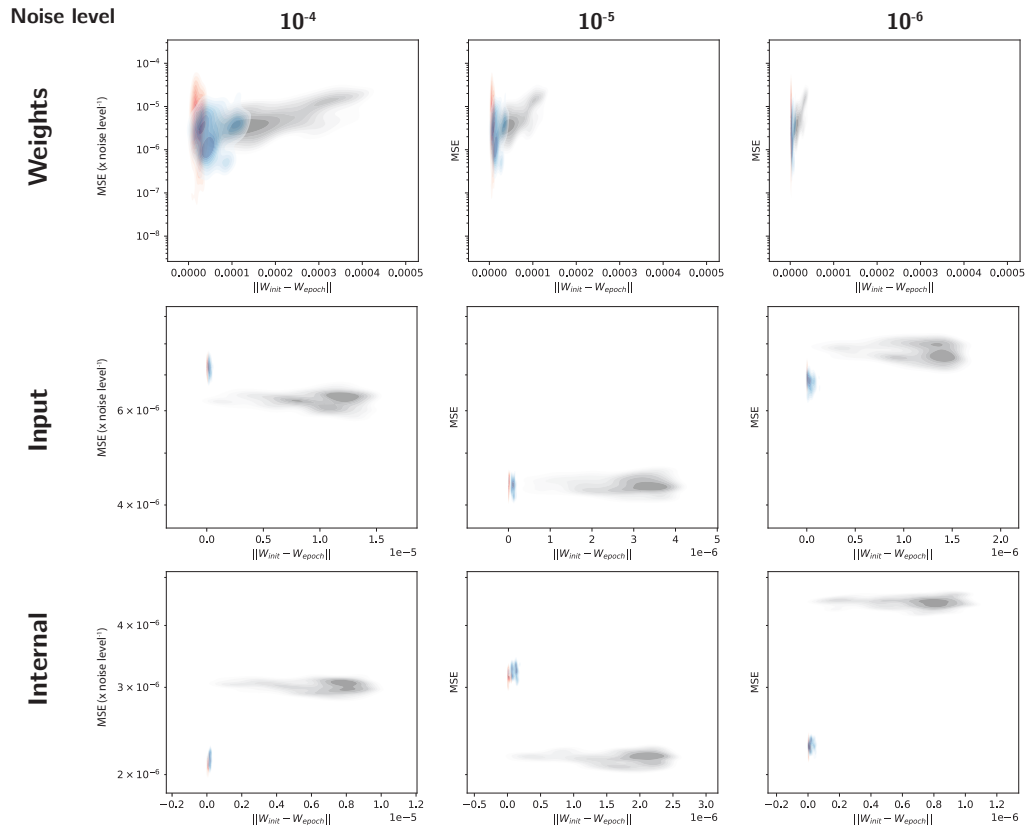 Noise level
10⁻⁴
10⁻⁵
10⁻⁶
Weights
MSE (x noise level⁻¹)
10⁻⁴
10⁻⁵
10⁻⁶
10⁻⁷
10⁻⁸
0.0000 0.0001 0.0002 0.0003 0.0004 0.0005
||W_init − W_epoch||
MSE
0.0000 0.0001 0.0002 0.0003 0.0004 0.0005
||W_init − W_epoch||
MSE
0.0000 0.0001 0.0002 0.0003 0.0004 0.0005
||W_init − W_epoch||
Input
MSE (x noise level⁻¹)
6 × 10⁻⁶
4 × 10⁻⁶
0.0 0.5 1.0 1.5
||W_init − W_epoch||
1e-5
MSE
0 1 2 3 4 5
||W_init − W_epoch||
1e-6
MSE
0.0 0.5 1.0 1.5 2.0
||W_init − W_epoch||
1e-6
Internal
MSE (x noise level⁻¹)
4 × 10⁻⁶
3 × 10⁻⁶
2 × 10⁻⁶
−0.2 0.0 0.2 0.4 0.6 0.8 1.0 1.2
||W_init − W_epoch||
1e-5
MSE
−0.5 0.0 0.5 1.0 1.5 2.0 2.5 3.0
||W_init − W_epoch||
1e-6
MSE
−0.2 0.0 0.2 0.4 0.6 0.8 1.0 1.2
||W_init − W_epoch||
1e-6